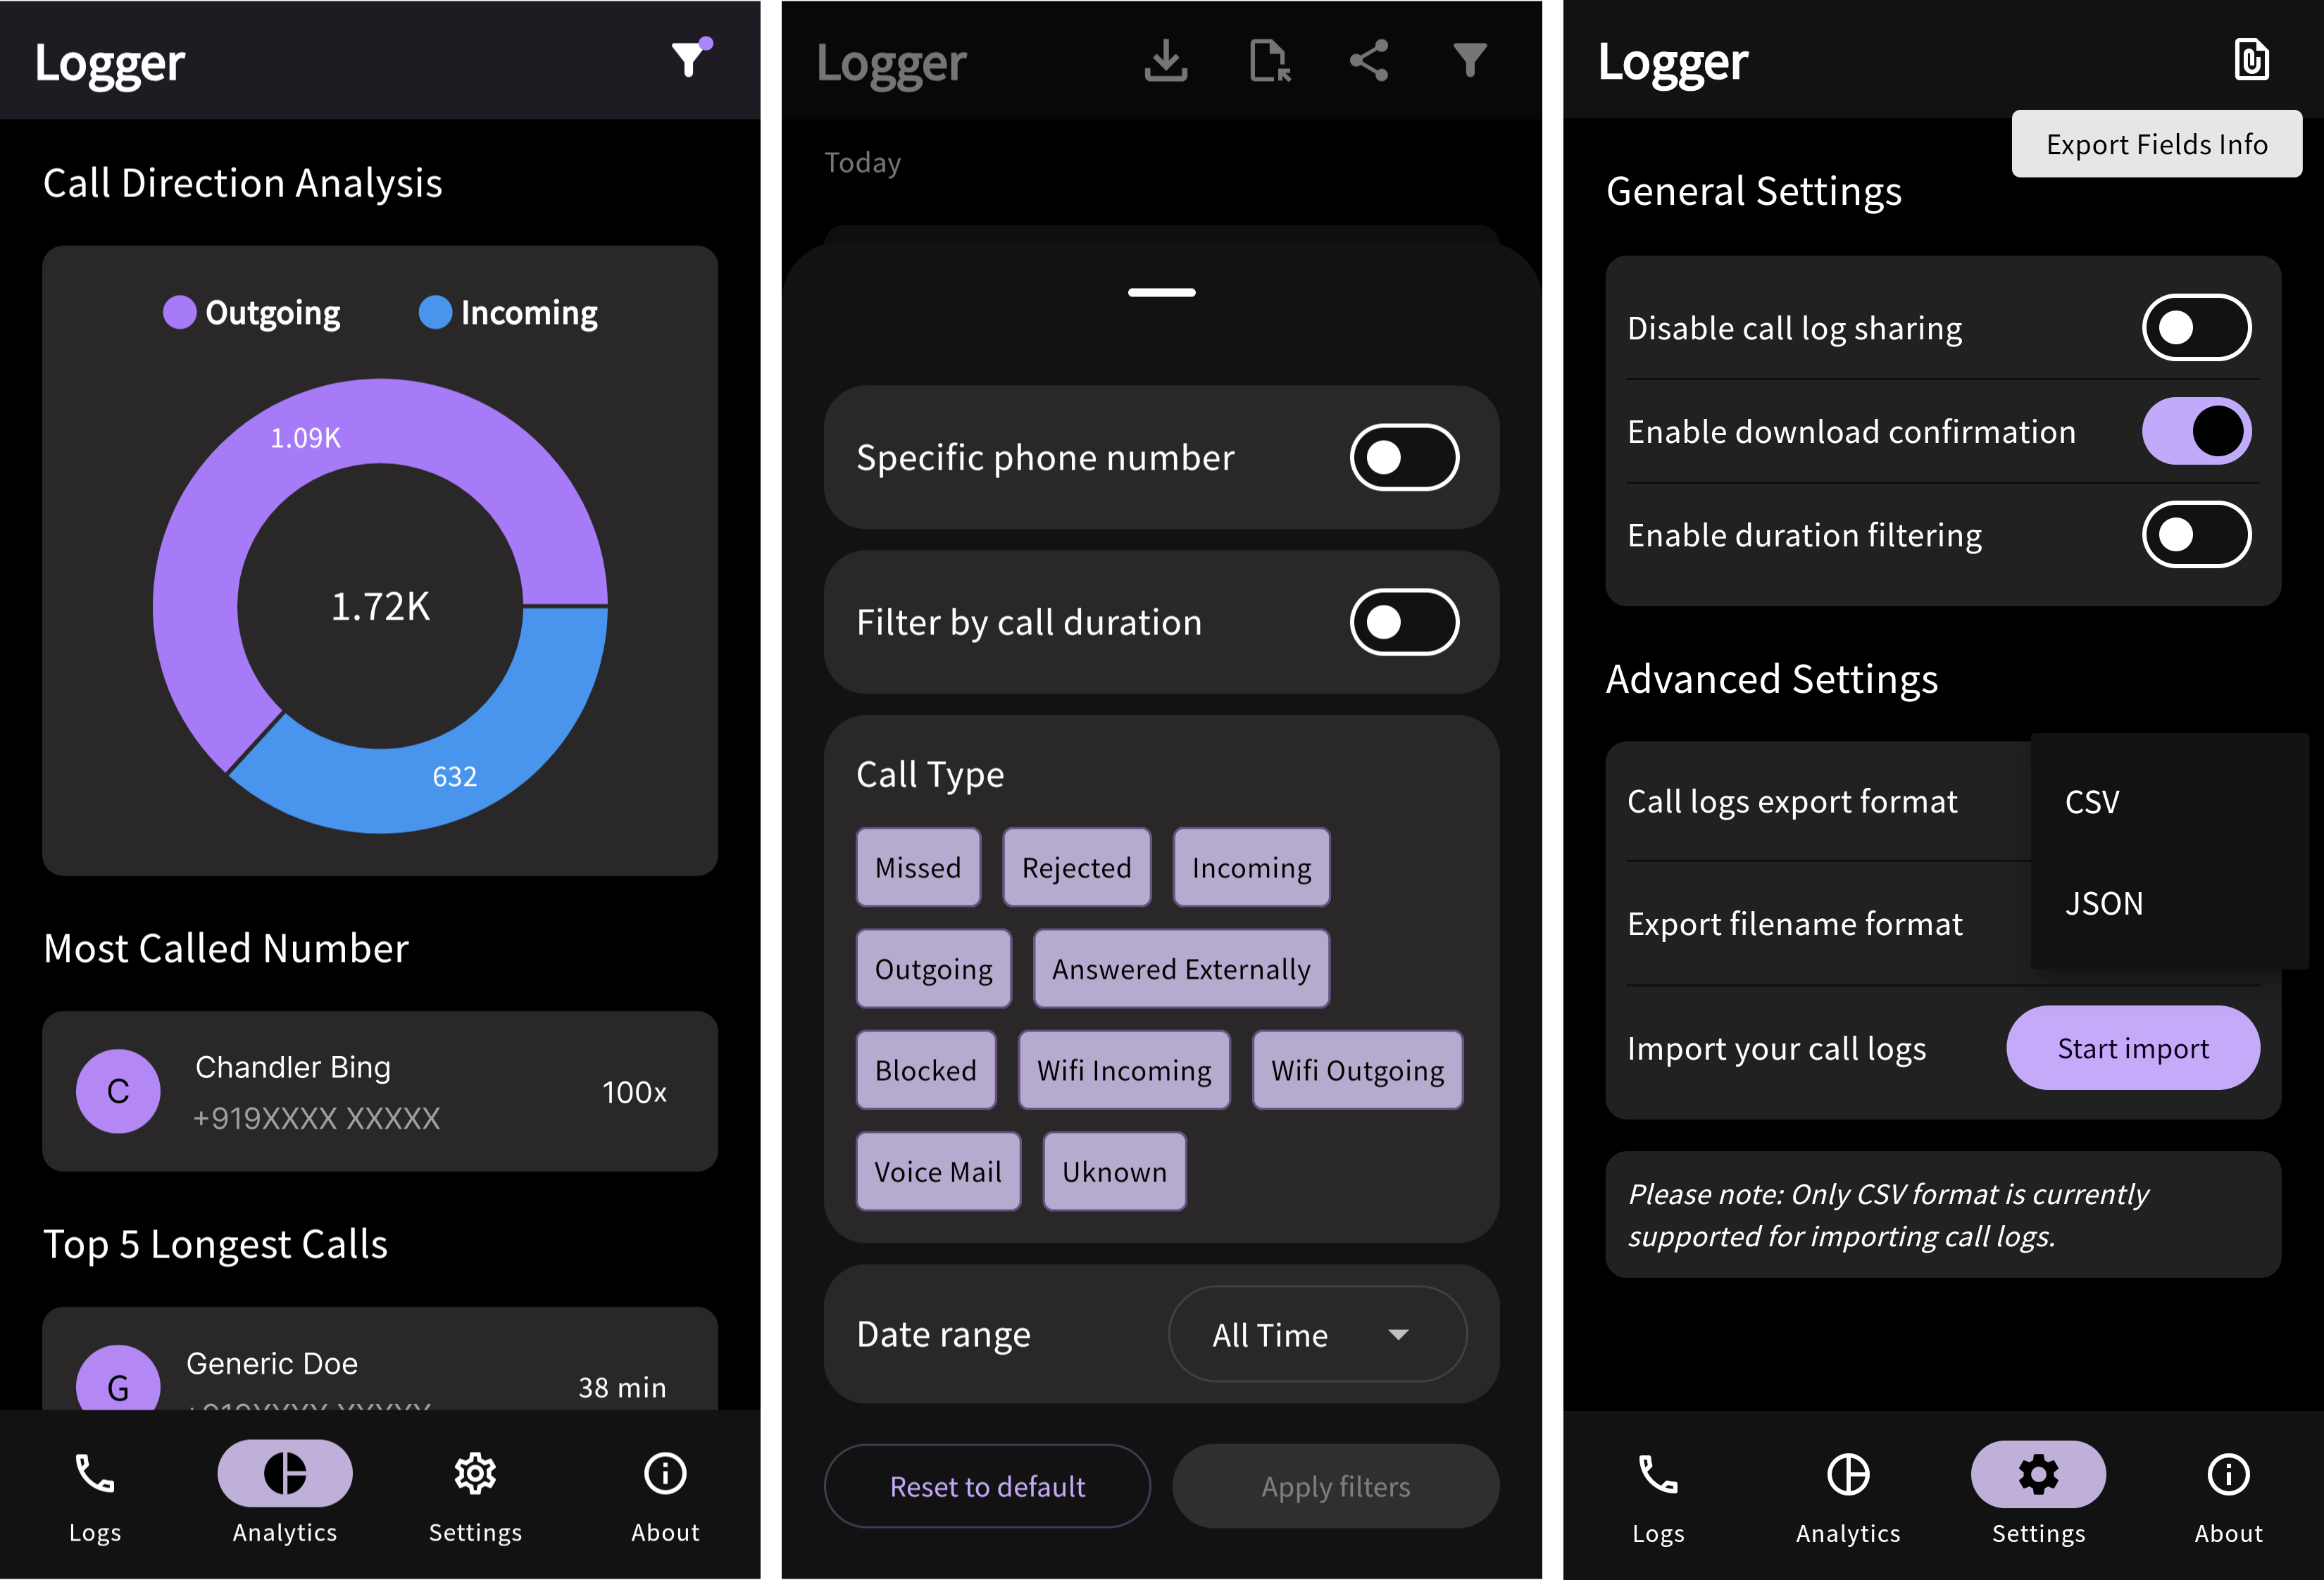 Logger
Call Direction Analysis
Outgoing
Incoming
1.09K
1.72K
632
Most Called Number
C
Chandler Bing
+919XXXX XXXXX
100x
Top 5 Longest Calls
G
Generic Doe
+919XXXX XXXXX
38 min
Logs
Analytics
Settings
About
Logger
Today
Specific phone number
Filter by call duration
Call Type
Missed
Rejected
Incoming
Outgoing
Answered Externally
Blocked
Wifi Incoming
Wifi Outgoing
Voice Mail
Uknown
Date range
All Time
Reset to default
Apply filters
Logger
Export Fields Info
General Settings
Disable call log sharing
Enable download confirmation
Enable duration filtering
Advanced Settings
Call logs export format
CSV
JSON
Export filename format
Import your call logs
Start import
Please note: Only CSV format is currently
supported for importing call logs.
Logs
Analytics
Settings
About